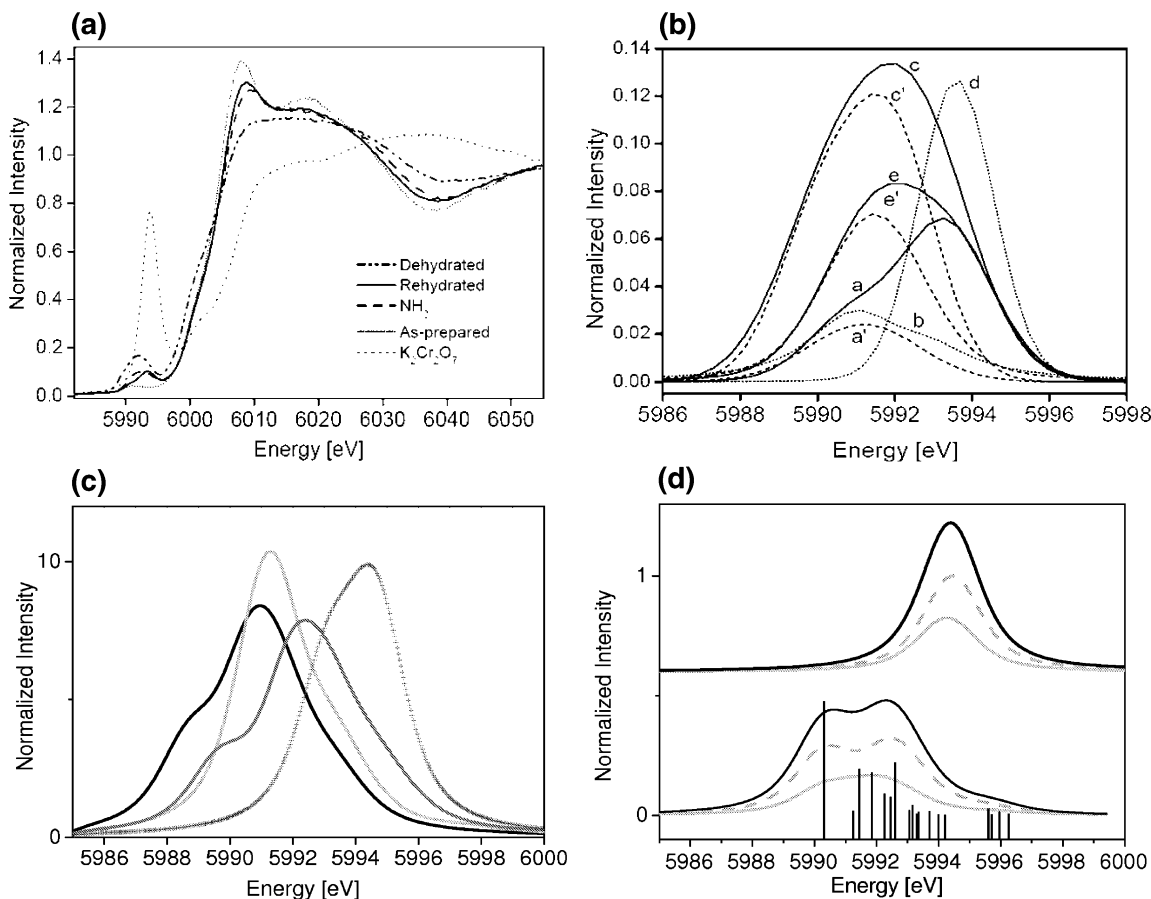 (a)
1.4
1.2
1.0
0.8
0.6
0.4
0.2
0.0
Normalized Intensity
Dehydrated
Rehydrated
NH3
As-prepared
K2Cr2O7
5990 6000 6010 6020 6030 6040 6050
Energy [eV]
(b)
0.14
0.12
0.10
0.08
0.06
0.04
0.02
0.00
Normalized Intensity
c
c'
d
e
e'
a
b
a'
5986 5988 5990 5992 5994 5996 5998
Energy [eV]
(c)
10
0
Normalized Intensity
5986 5988 5990 5992 5994 5996 5998 6000
Energy [eV]
(d)
1
0
Normalized Intensity
5986 5988 5990 5992 5994 5996 5998 6000
Energy [eV]